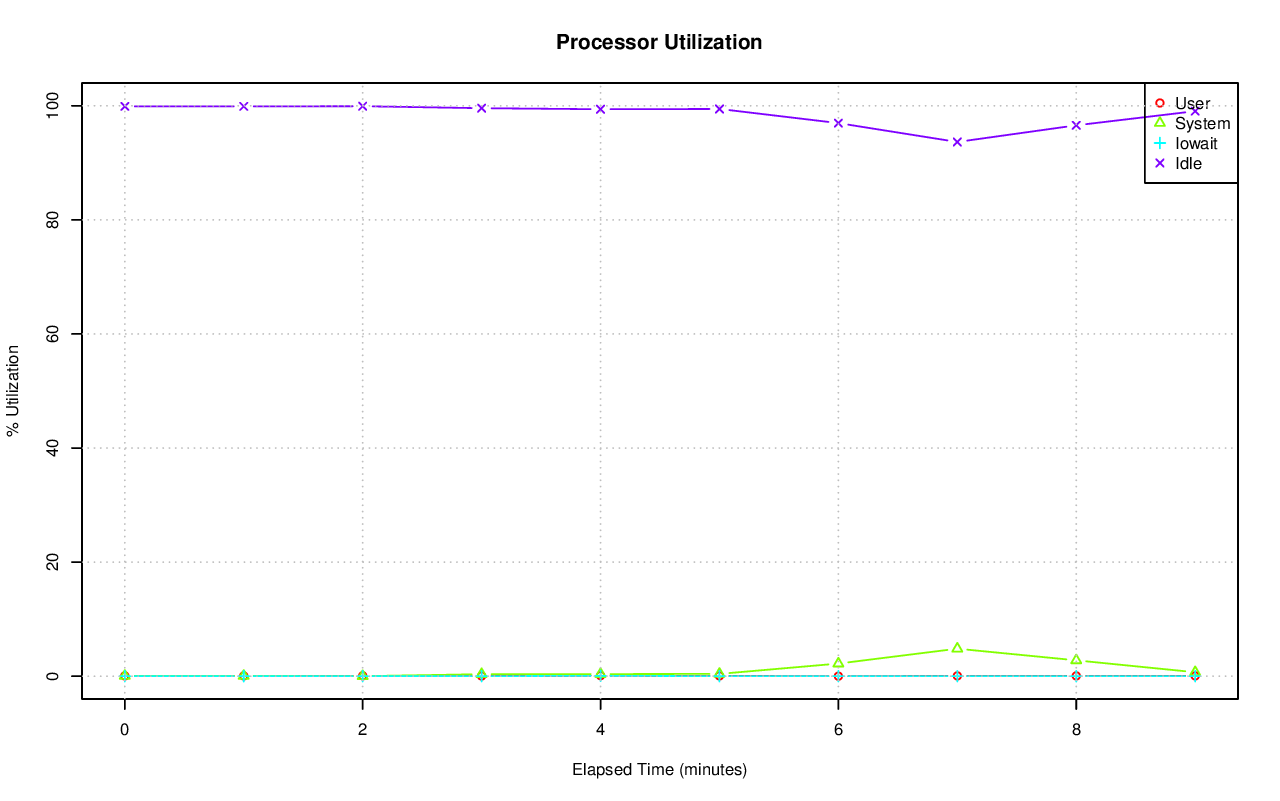 Processor Utilization
% Utilization
100
80
60
40
20
0
User
System
Iowait
Idle
0 2 4 6 8
Elapsed Time (minutes)